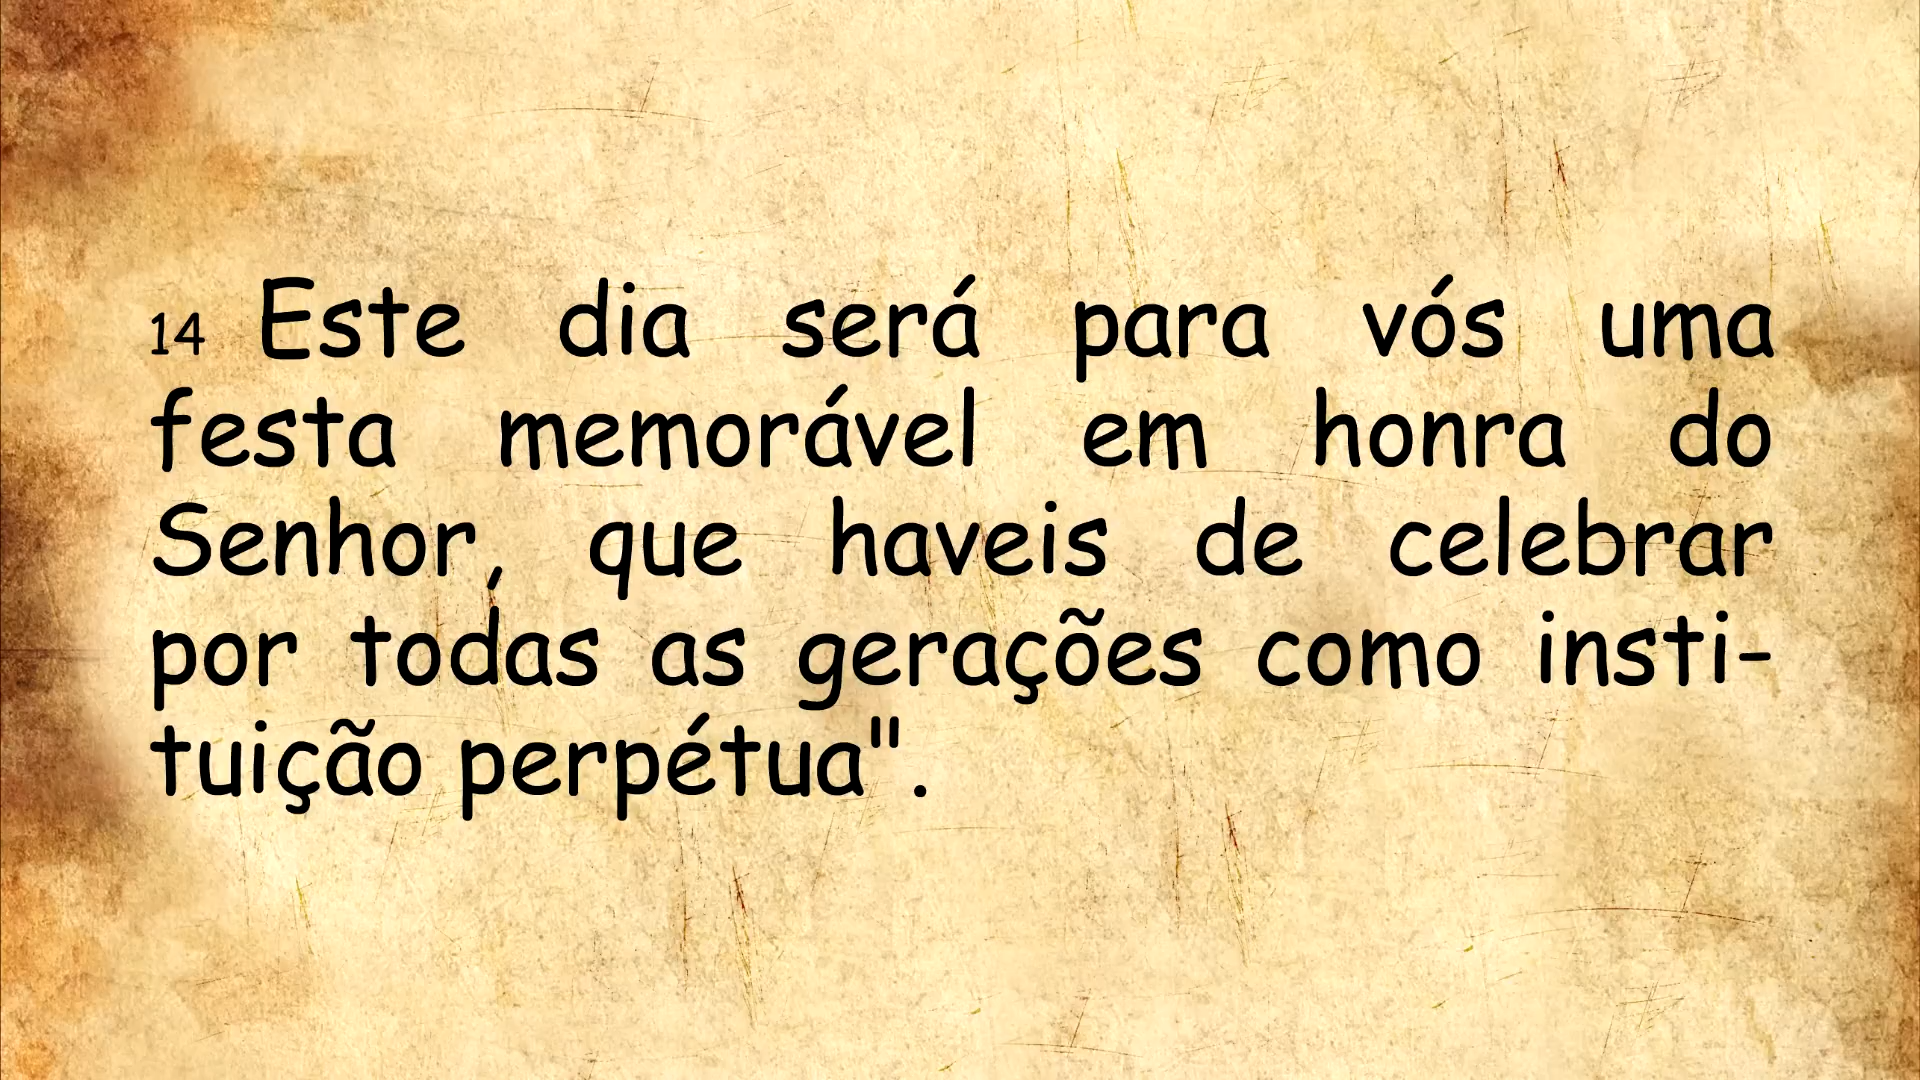 14 Este dia será para vós uma
festa memorável em honra do
Senhor, que haveis de celebrar
por todas as gerações como insti-
tuição perpétua".